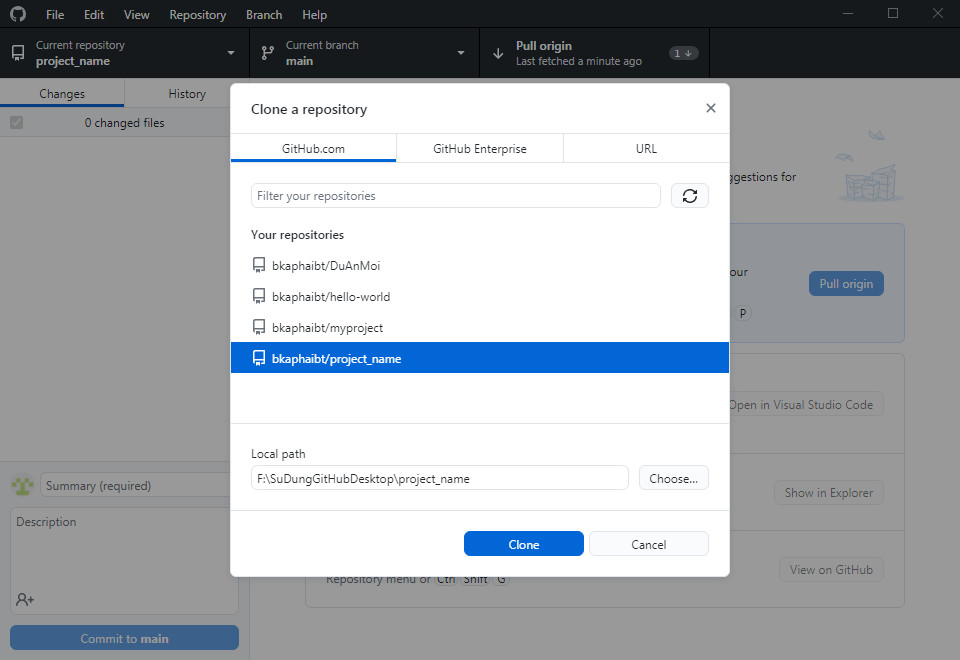 File Edit View Repository Branch Help
Current repository
project_name
Current branch
main
Pull origin
Last fetched a minute ago
1
Changes History
0 changed files
Clone a repository
GitHub.com GitHub Enterprise URL
Filter your repositories
Your repositories
bkaphaibt/DuAnMoi
bkaphaibt/hello-world
bkaphaibt/myproject
bkaphaibt/project_name
Local path
F:\SuDungGitHubDesktop\project_name
Choose...
Clone Cancel
ggestions for
our
Pull origin
P
Open in Visual Studio Code
Show in Explorer
View on GitHub
Repository menu or Ctrl Shift G
Summary (required)
Description
Commit to main